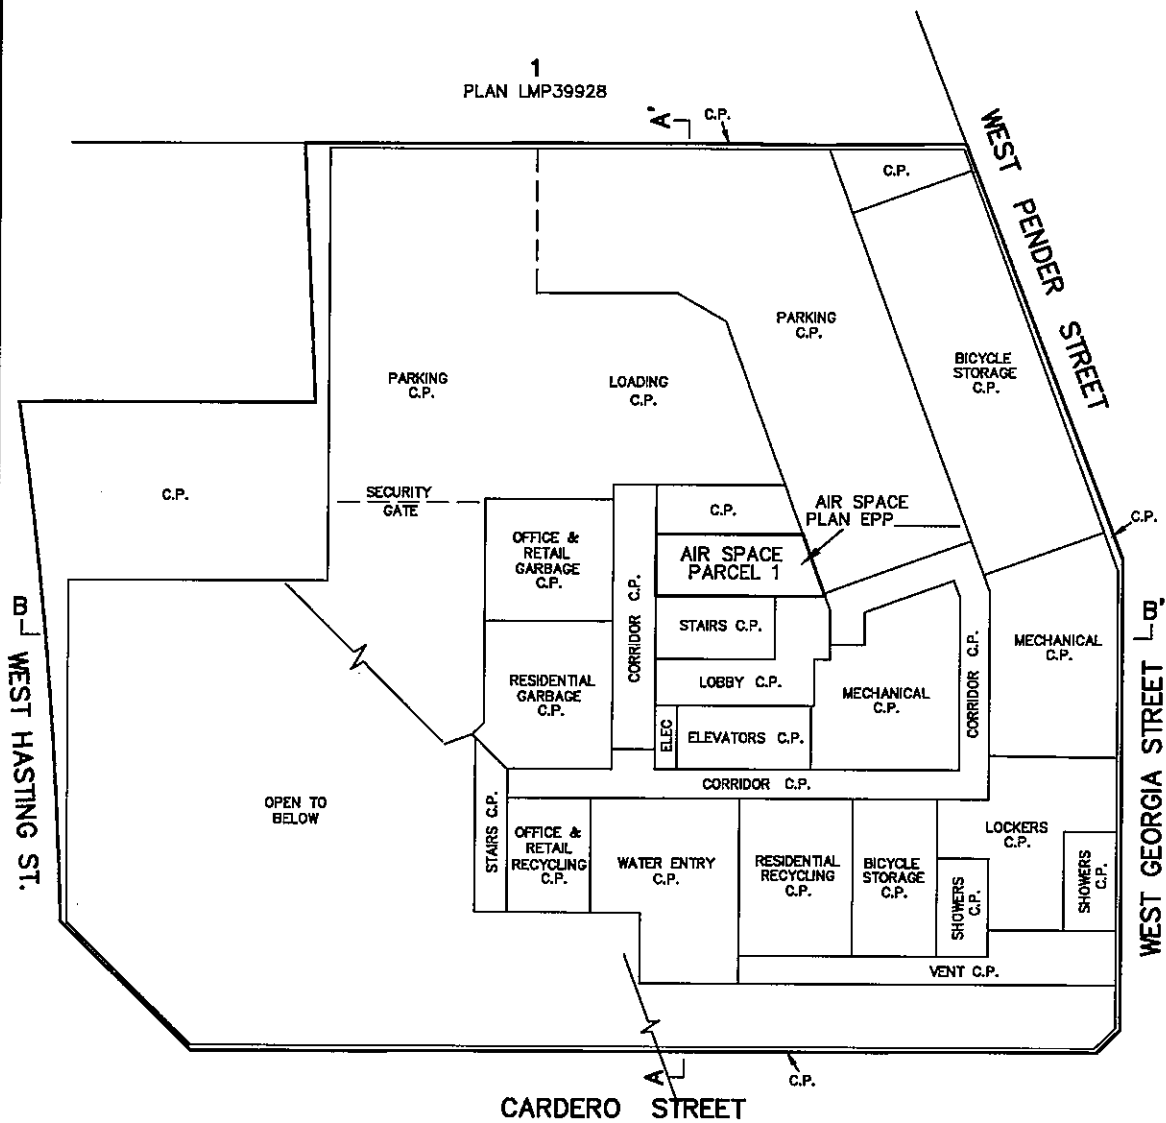 1
PLAN LMP39928
A'
C.P.
WEST PENDER STREET
C.P.
PARKING
C.P.
BICYCLE
STORAGE
C.P.
PARKING
C.P.
LOADING
C.P.
C.P.
SECURITY
GATE
C.P.
AIR SPACE
PLAN EPP
C.P.
OFFICE &
RETAIL
GARBAGE
C.P.
AIR SPACE
PARCEL 1
CORRIDOR C.P.
STAIRS C.P.
B
B'
MECHANICAL
C.P.
WEST HASTING ST.
RESIDENTIAL
GARBAGE
C.P.
LOBBY C.P.
MECHANICAL
C.P.
CORRIDOR C.P.
WEST GEORGIA STREET
ELEC
ELEVATORS C.P.
CORRIDOR C.P.
OPEN TO
BELOW
STAIRS C.P.
OFFICE &
RETAIL
RECYCLING
C.P.
WATER ENTRY
C.P.
RESIDENTIAL
RECYCLING
C.P.
BICYCLE
STORAGE
C.P.
LOCKERS
C.P.
SHOWERS
C.P.
SHOWERS
C.P.
VENT C.P.
A
C.P.
CARDERO STREET